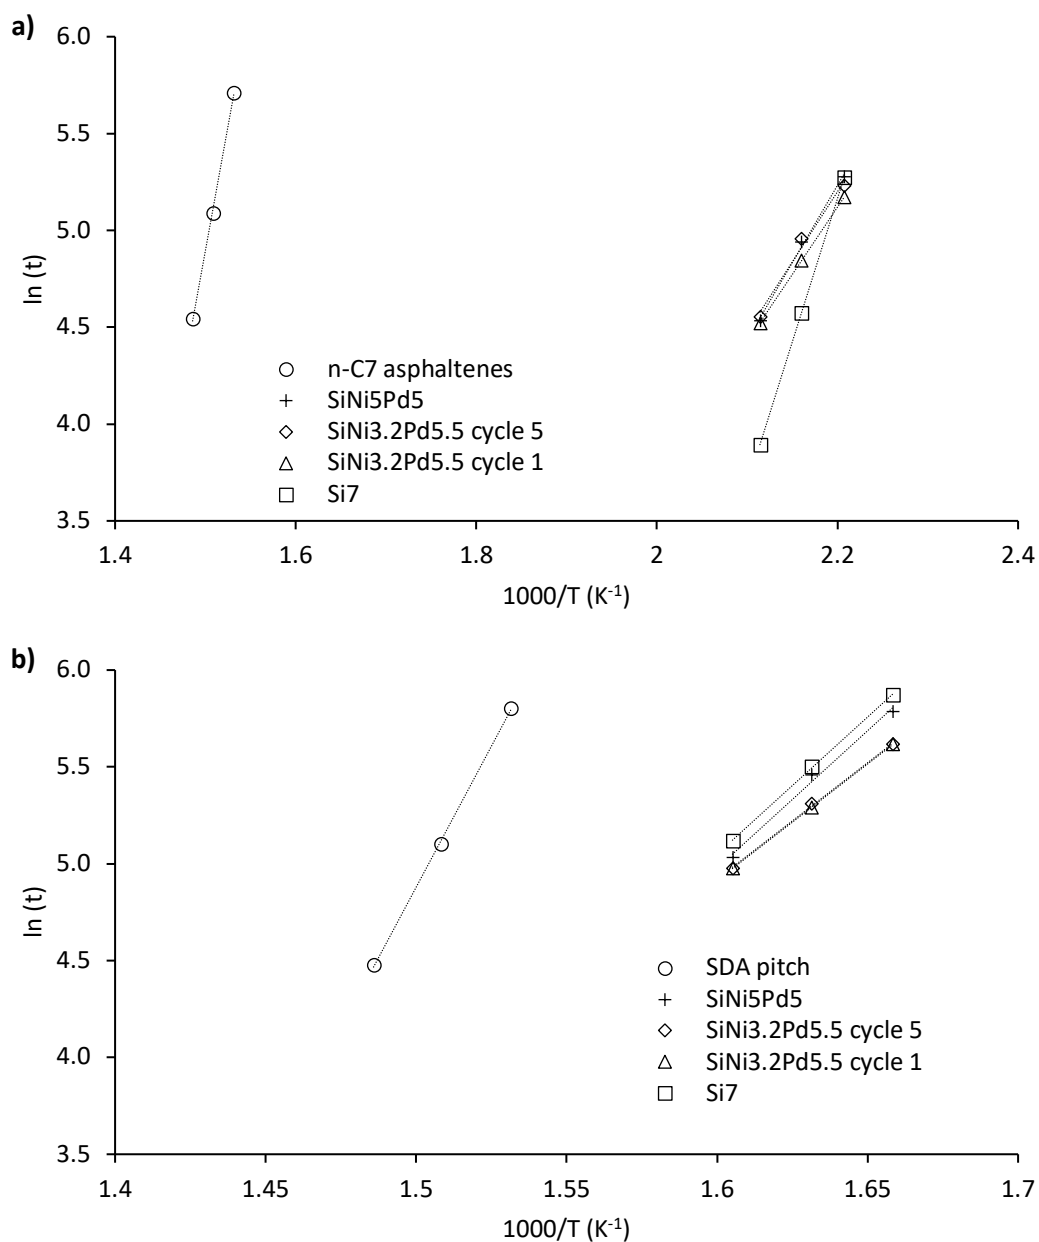 a)
6.0
5.5
5.0
4.5
4.0
3.5
ln (t)
n-C7 asphaltenes
SiNi5Pd5
SiNi3.2Pd5.5 cycle 5
SiNi3.2Pd5.5 cycle 1
Si7
1.4 1.6 1.8 2 2.2 2.4
1000/T (K⁻¹)
b)
6.0
5.5
5.0
4.5
4.0
3.5
ln (t)
SDA pitch
SiNi5Pd5
SiNi3.2Pd5.5 cycle 5
SiNi3.2Pd5.5 cycle 1
Si7
1.4 1.45 1.5 1.55 1.6 1.65 1.7
1000/T (K⁻¹)